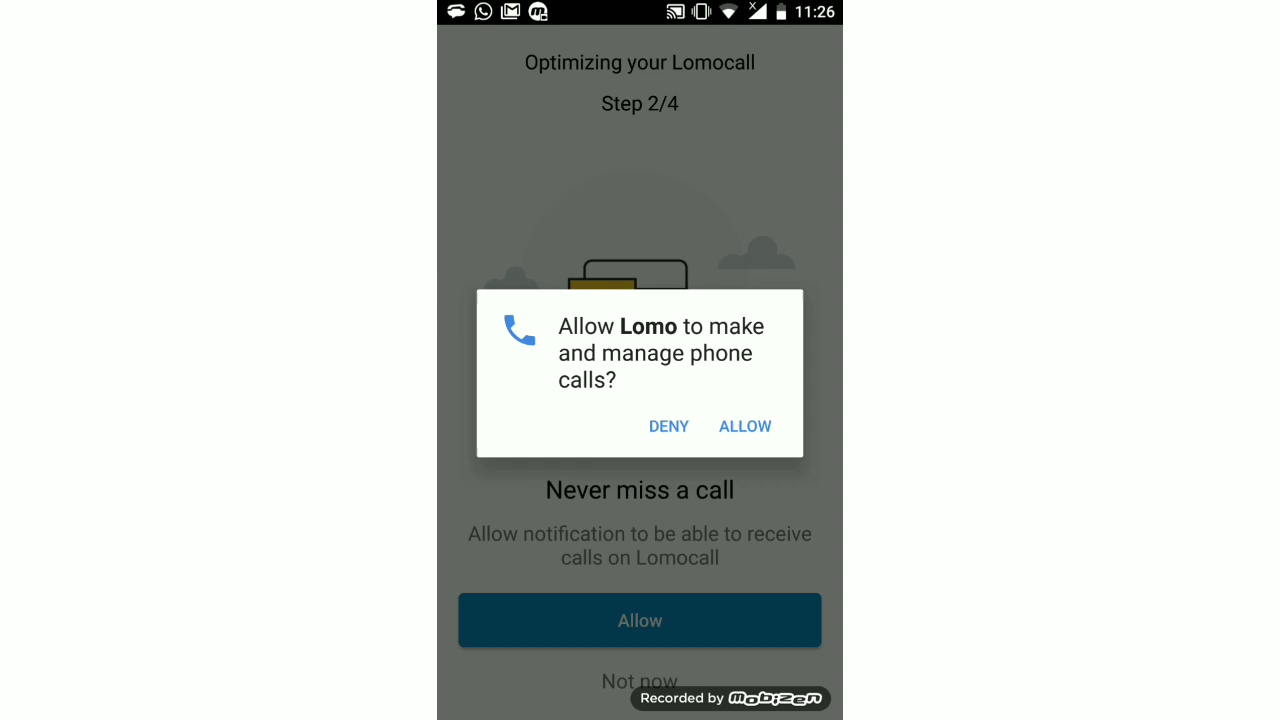 11:26
Optimizing your Lomocall
Step 2/4
Allow Lomo to make
and manage phone
calls?
DENY ALLOW
Never miss a call
Allow notification to be able to receive
calls on Lomocall
Allow
Not now
Recorded by mobizen